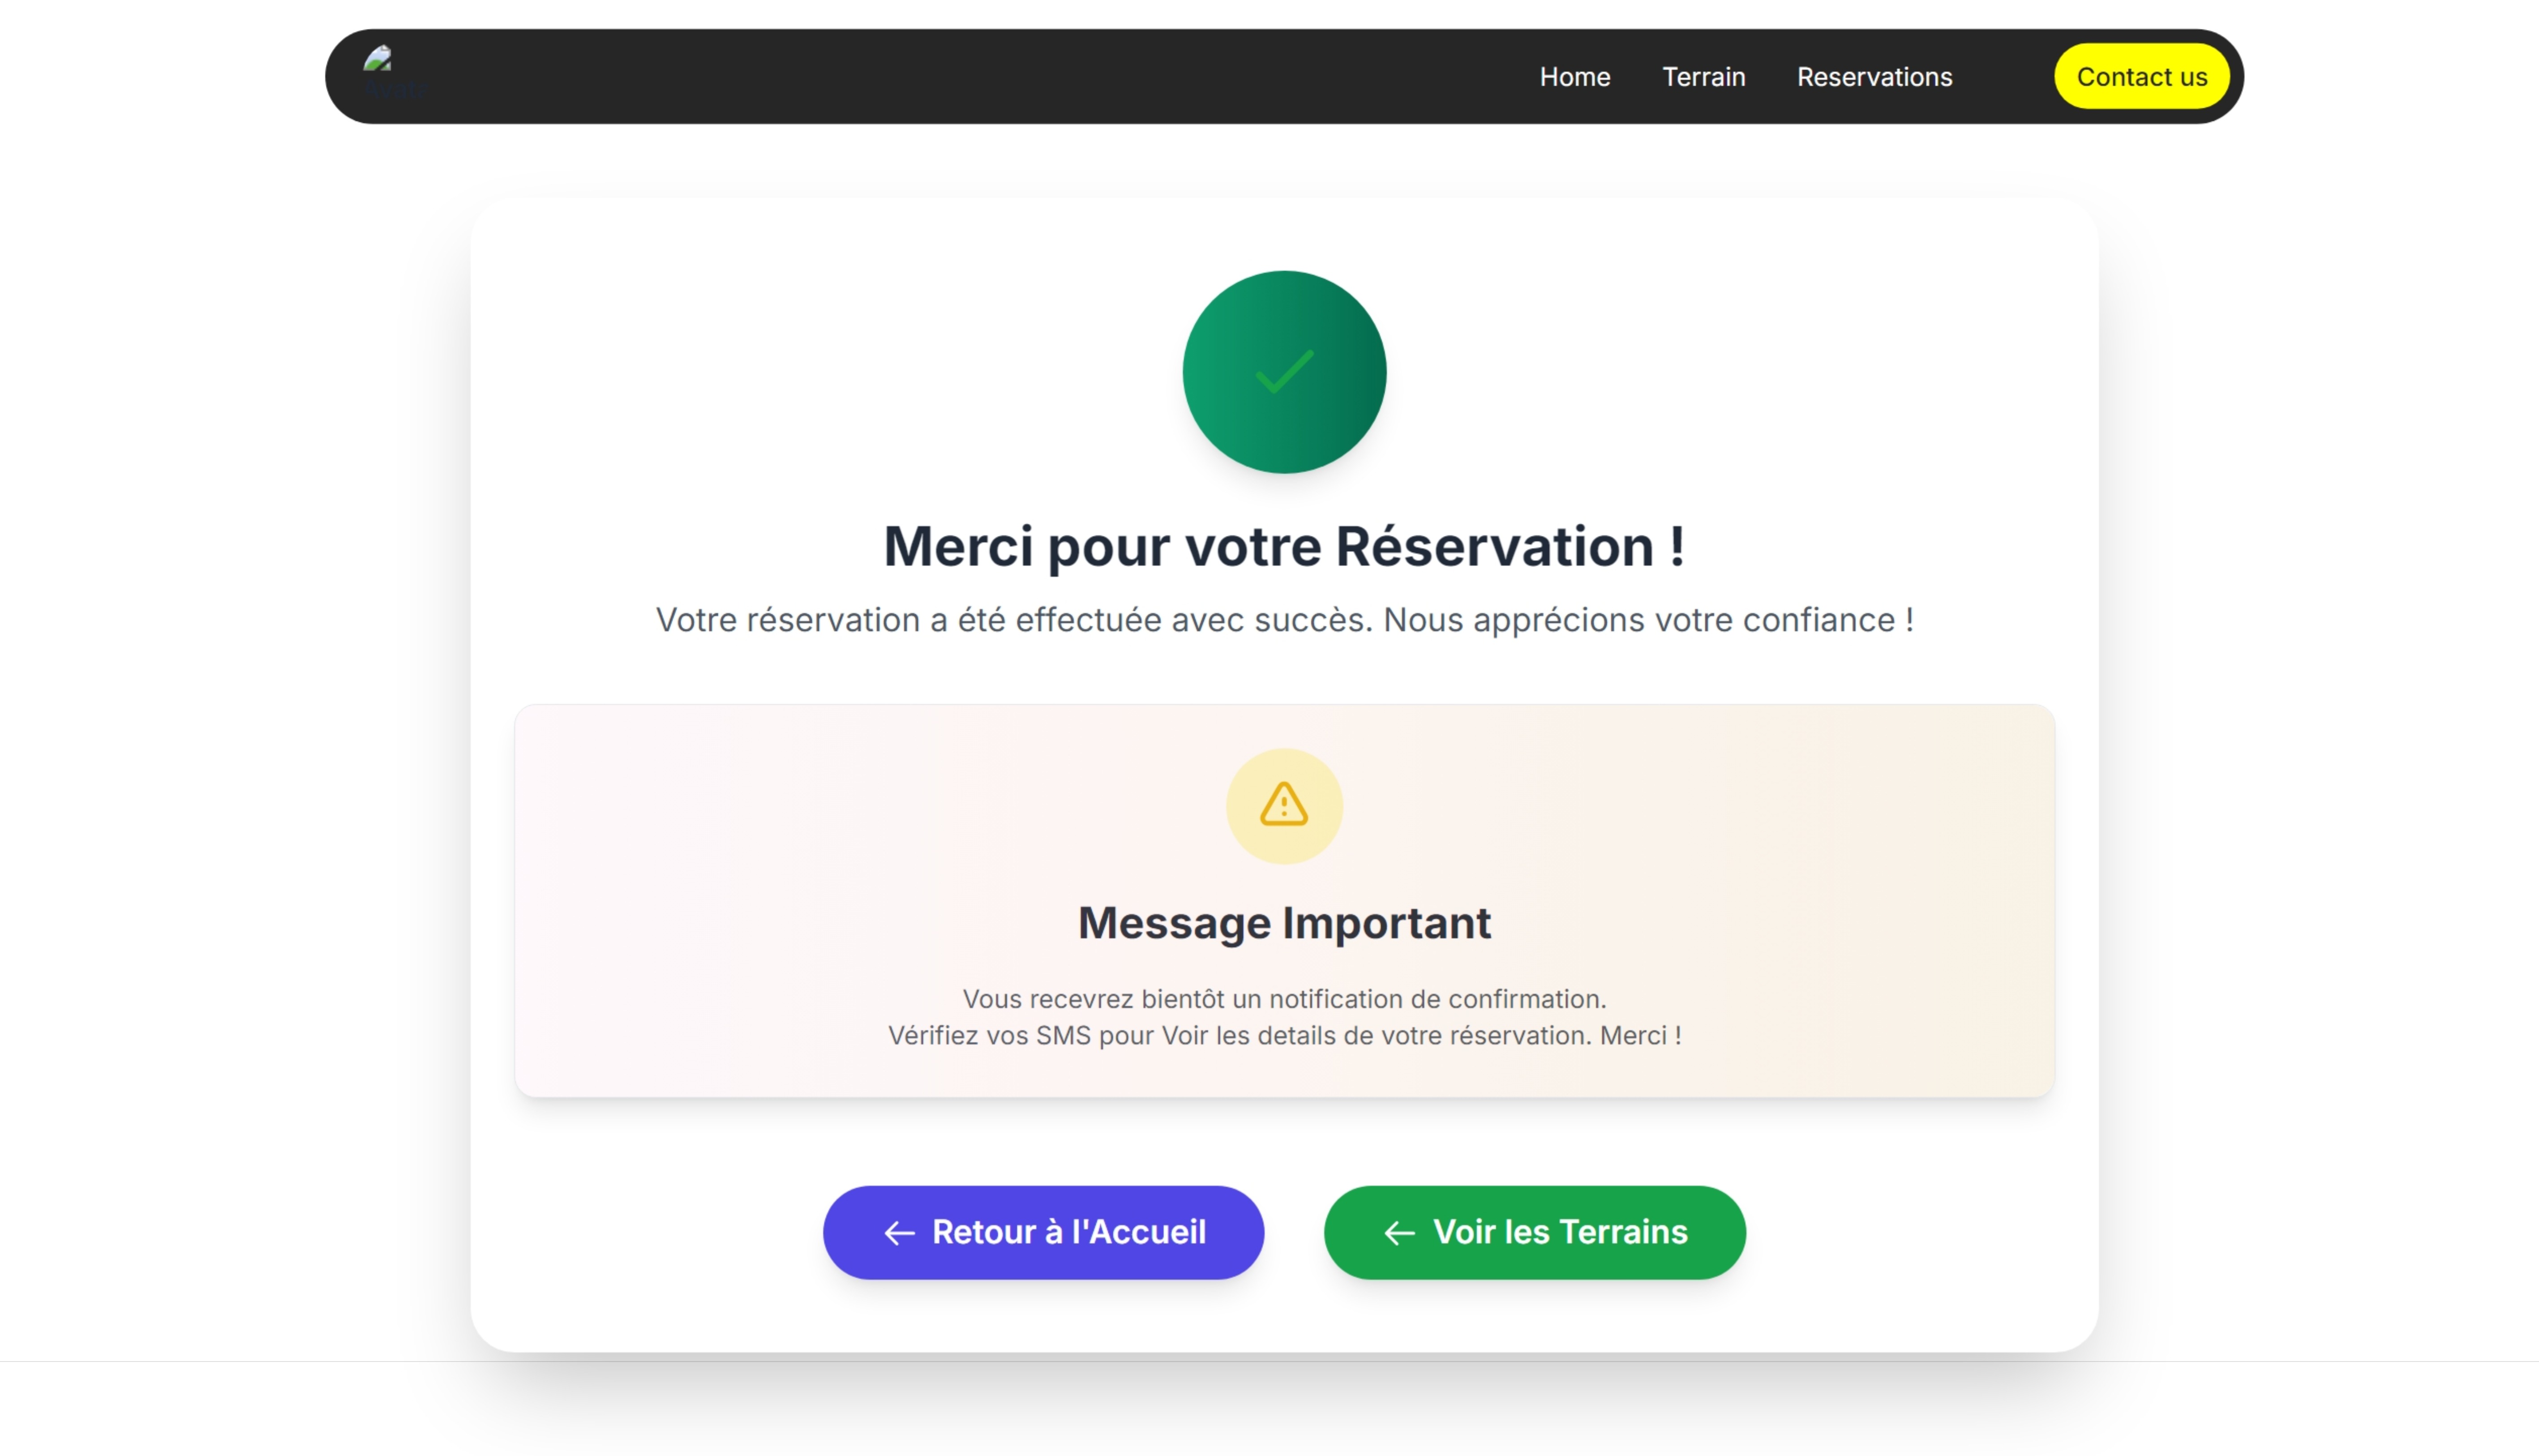 Home
Terrain
Reservations
Contact us
Merci pour votre Réservation !
Votre réservation a été effectuée avec succès. Nous apprécions votre confiance !
Message Important
Vous recevrez bientôt un notification de confirmation.
Vérifiez vos SMS pour Voir les details de votre réservation. Merci !
Retour à l'Accueil
Voir les Terrains